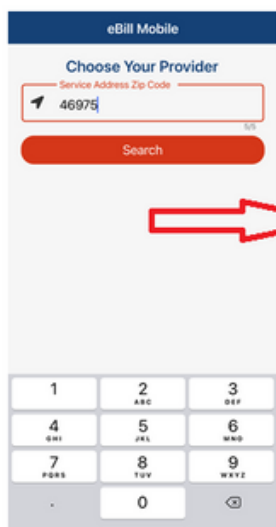 eBill Mobile
Choose Your Provider
Service Address Zip Code
46975
5/5
Search
1 2 3
ABC DEF
4 5 6
GHI JKL MNO
7 8 9
PQRS TUV WXYZ
. 0